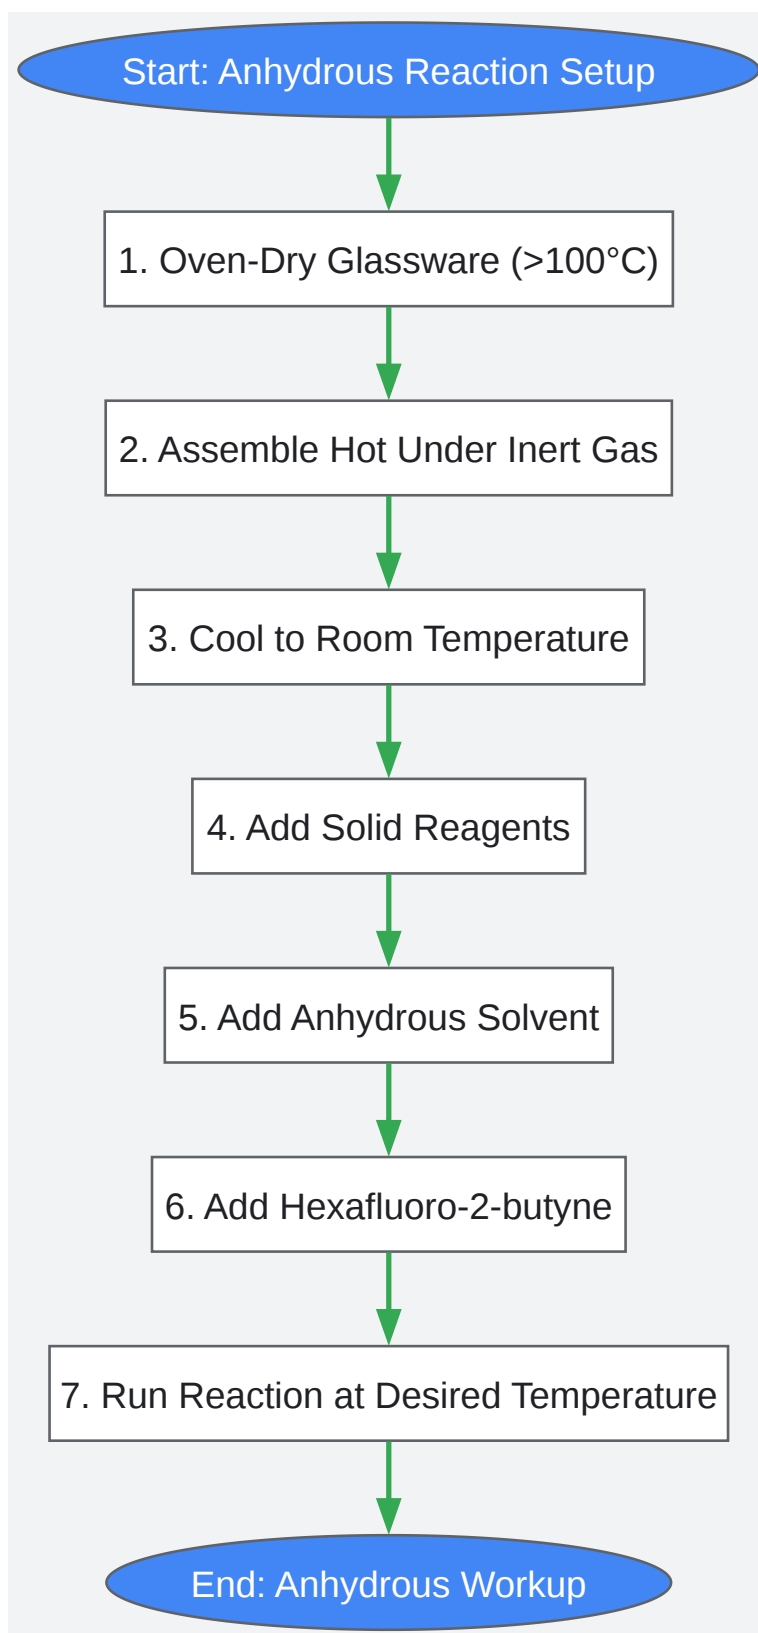 Start: Anhydrous Reaction Setup
1. Oven-Dry Glassware (>100°C)
2. Assemble Hot Under Inert Gas
3. Cool to Room Temperature
4. Add Solid Reagents
5. Add Anhydrous Solvent
6. Add Hexafluoro-2-butyne
7. Run Reaction at Desired Temperature
End: Anhydrous Workup